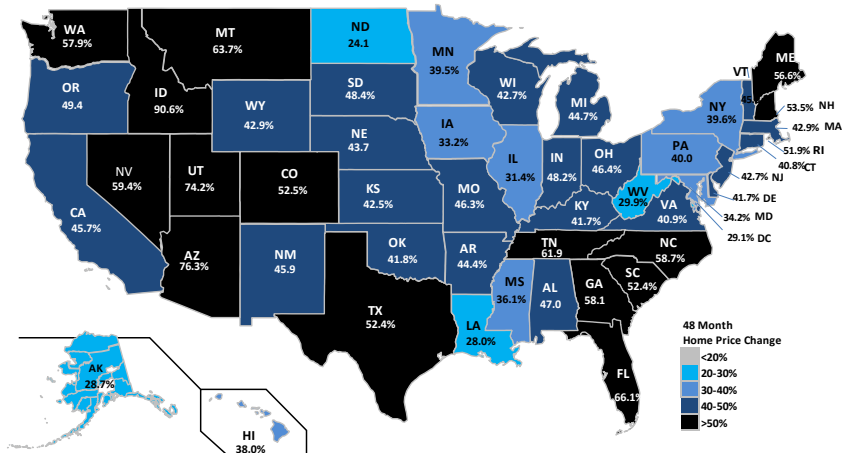 WA
57.9%
MT
63.7%
ND
24.1
MN
39.5%
VT
ME
56.6%
OR
49.4
ID
90.6%
WY
42.9%
SD
48.4%
WI
42.7%
MI
44.7%
NY
39.6%
53.5% NH
42.9% MA
51.9% RI
40.8% CT
NE
43.7
IA
33.2%
IL
31.4%
IN
48.2%
OH
46.4%
PA
40.0
42.7% NJ
41.7% DE
34.2% MD
29.1% DC
NV
59.4%
UT
74.2%
CO
52.5%
KS
42.5%
MO
46.3%
KY
41.7%
WV
29.9%
VA
40.9%
CA
45.7%
AZ
76.3%
NM
45.9
OK
41.8%
AR
44.4%
TN
61.9
NC
58.7%
SC
52.4%
MS
36.1%
AL
47.0
GA
58.1
TX
52.4%
LA
28.0%
FL
66.1%
AK
28.7%
HI
38.0%
48 Month
Home Price Change
<20%
20-30%
30-40%
40-50%
>50%